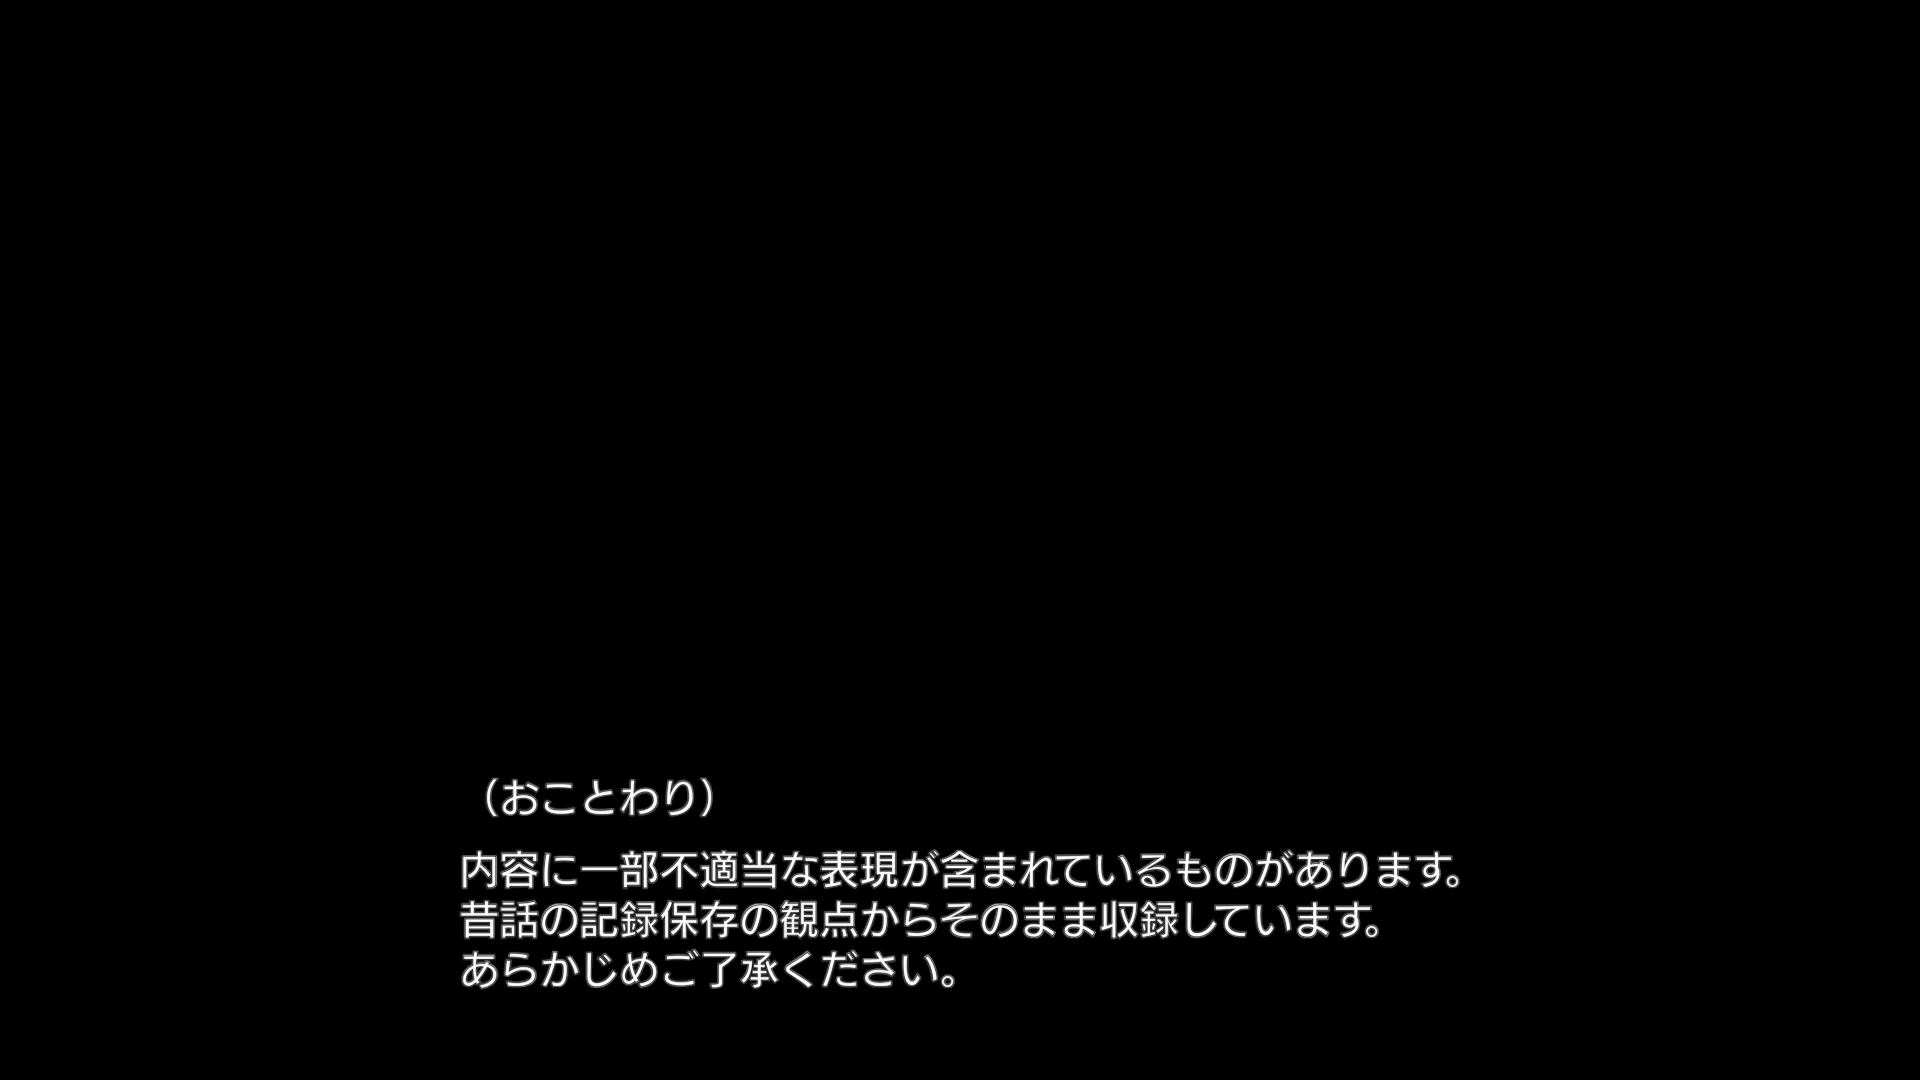 （おことわり）
内容に一部不適当な表現が含まれているものがあります。
昔話の記録保存の観点からそのまま収録しています。
あらかじめご了承ください。